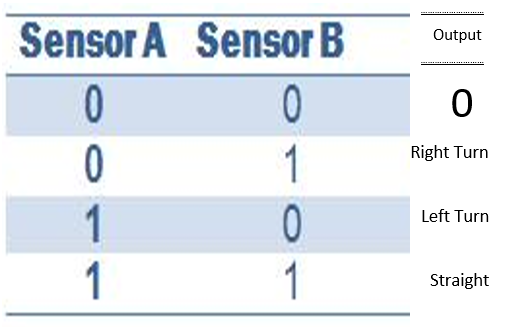 Sensor A Sensor B Output
0 0 0
0 1 Right Turn
1 0 Left Turn
1 1 Straight